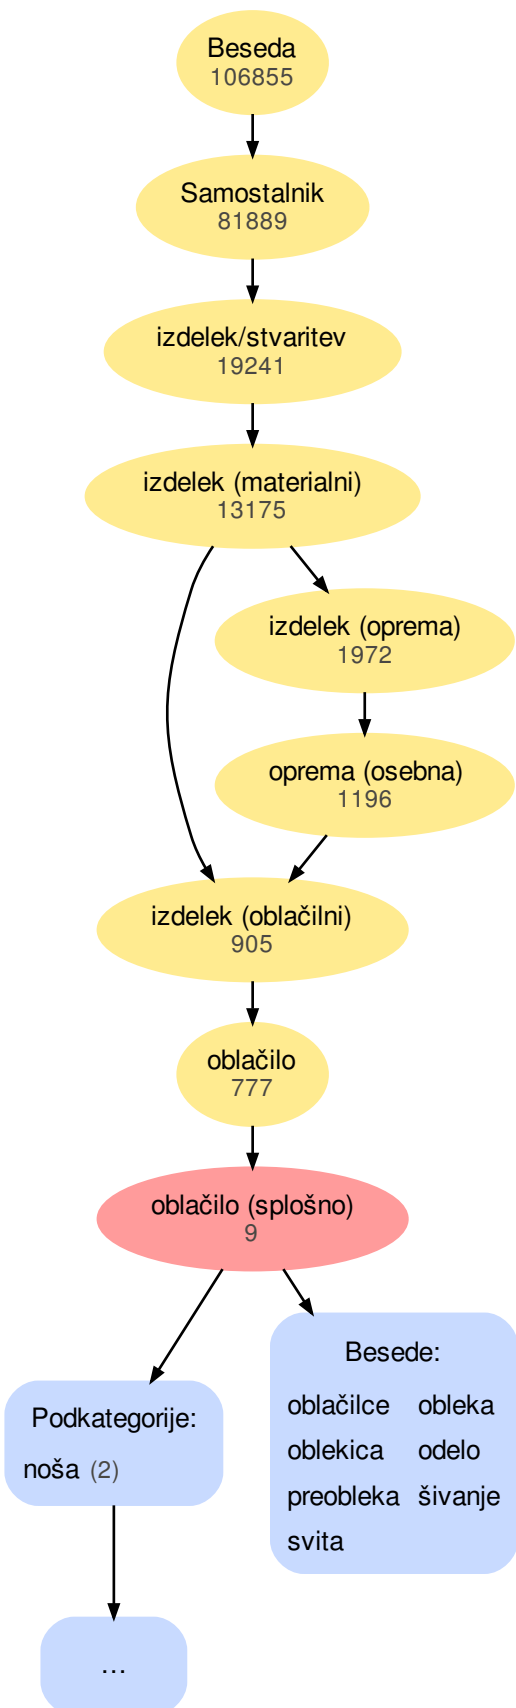 Beseda
106855
Samostalnik
81889
izdelek/stvaritev
19241
izdelek (materialni)
13175
izdelek (oprema)
1972
oprema (osebna)
1196
izdelek (oblačilni)
905
oblačilo
777
oblačilo (splošno)
9
Besede:
oblačilce obleka
oblekica odelo
preobleka šivanje
svita
Podkategorije:
noša (2)
...